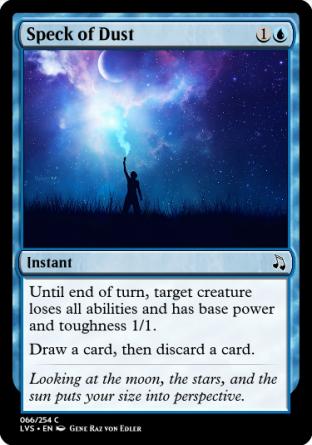 Speck of Dust
1
Instant
Until end of turn, target creature
loses all abilities and has base power
and toughness 1/1.
Draw a card, then discard a card.
Looking at the moon, the stars, and the
sun puts your size into perspective.
066/254 C
LVS • EN Gene Raz von Edler